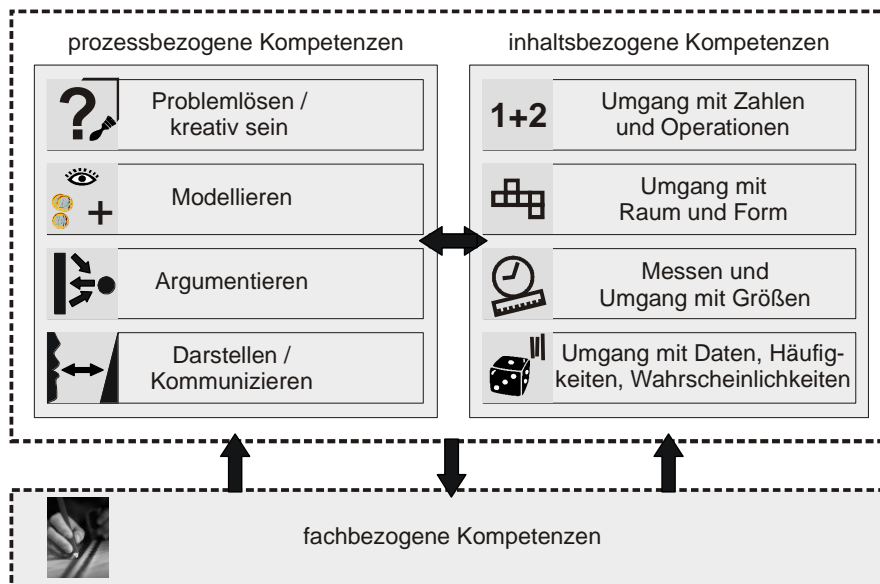 prozessbezogene Kompetenzen
Problemlösen /
kreativ sein
Modellieren
Argumentieren
Darstellen /
Kommunizieren
inhaltsbezogene Kompetenzen
1+2
Umgang mit Zahlen
und Operationen
Umgang mit
Raum und Form
Messen und
Umgang mit Größen
Umgang mit Daten, Häufig-
keiten, Wahrscheinlichkeiten
fachbezogene Kompetenzen